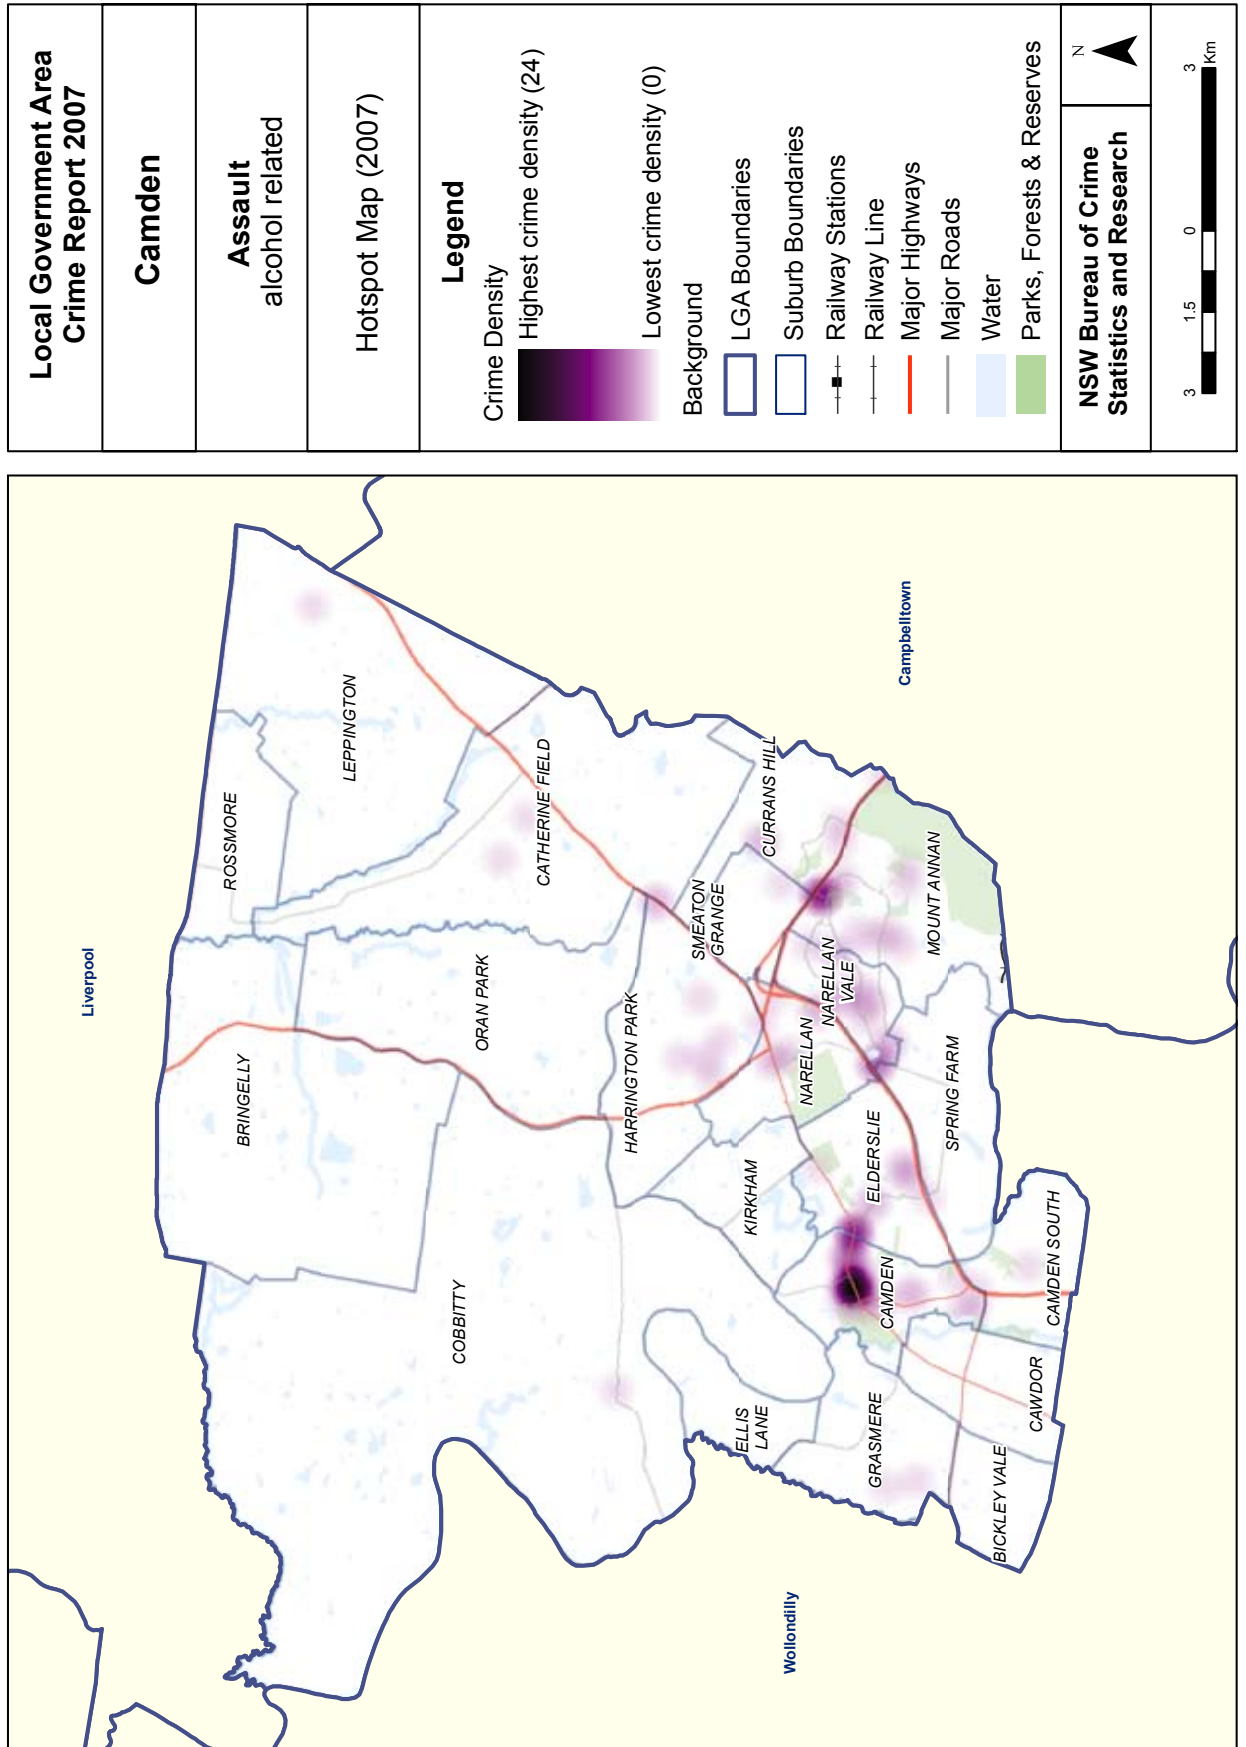 Local Government Area
Crime Report 2007
Camden
Assault
alcohol related
Hotspot Map (2007)
Legend
Crime Density
Highest crime density (24)
Lowest crime density (0)
Background
LGA Boundaries
Suburb Boundaries
Railway Stations
Railway Line
Major Highways
Major Roads
Water
Parks, Forests & Reserves
NSW Bureau of Crime
Statistics and Research
N
3 1.5 0 3
Km
Liverpool
Campbelltown
Wollondilly
ROSSMORE
LEPPINGTON
BRINGELLY
CATHERINE FIELD
ORAN PARK
COBBITTY
HARRINGTON PARK
SMEATON
GRANGE
CURRANS HILL
KIRKHAM
NARELLAN
NARELLAN
VALE
MOUNT ANNAN
ELDERSLIE
SPRING FARM
ELLIS
LANE
GRASMERE
CAMDEN
CAMDEN SOUTH
CAWDOR
BICKLEY VALE